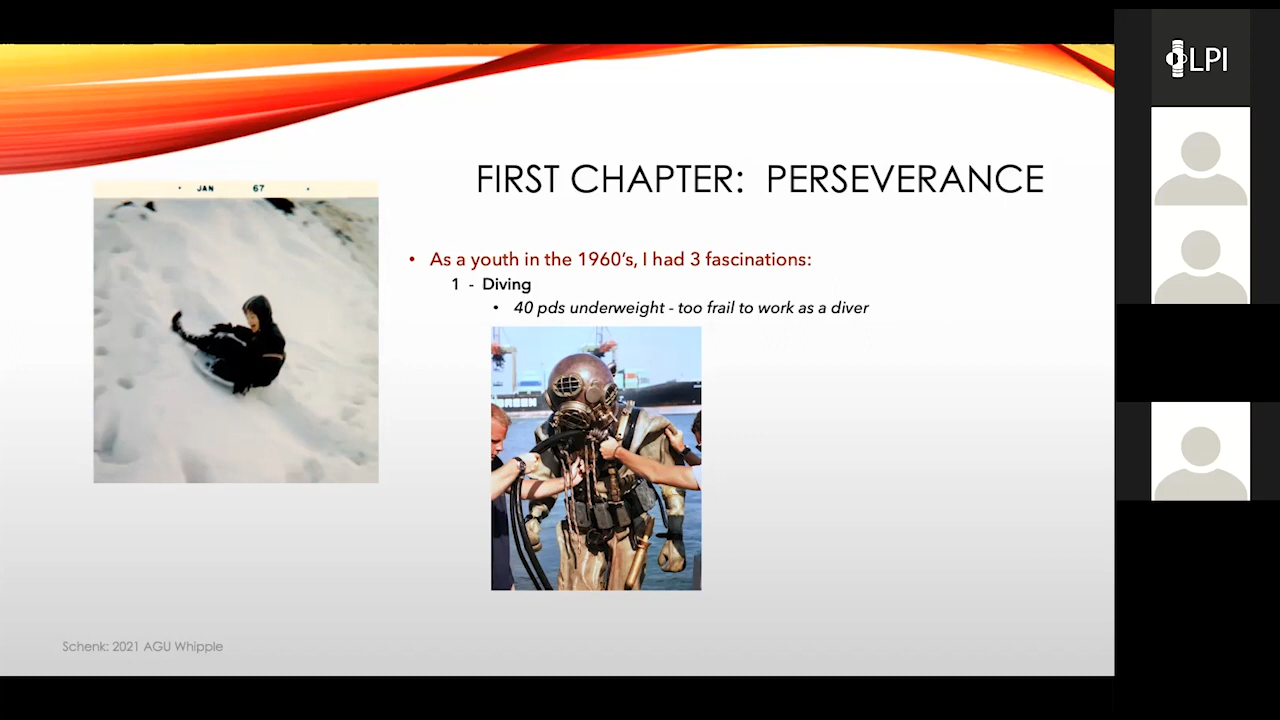 LPI
FIRST CHAPTER: PERSEVERANCE
JAN 67
• As a youth in the 1960's, I had 3 fascinations:
1 - Diving
• 40 pds underweight - too frail to work as a diver
Schenk: 2021 AGU Whipple